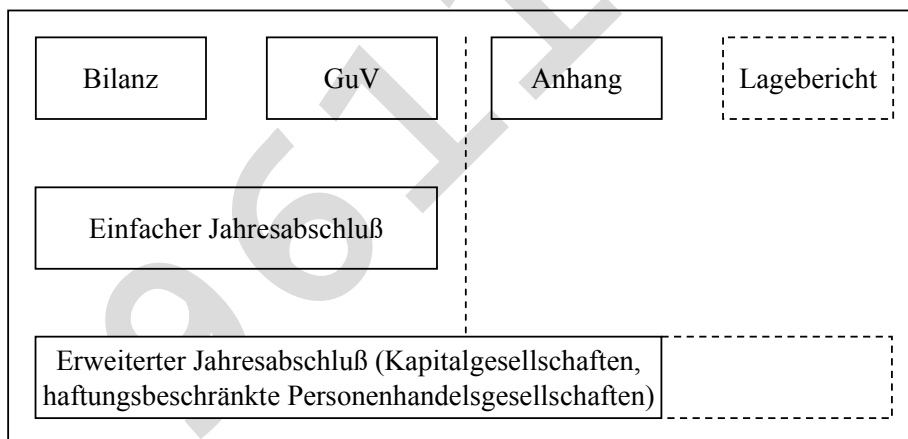 Bilanz
GuV
Anhang
Lagebericht
Einfacher Jahresabschluß
Erweiterter Jahresabschluß (Kapitalgesellschaften,
haftungsbeschränkte Personenhandelsgesellschaften)